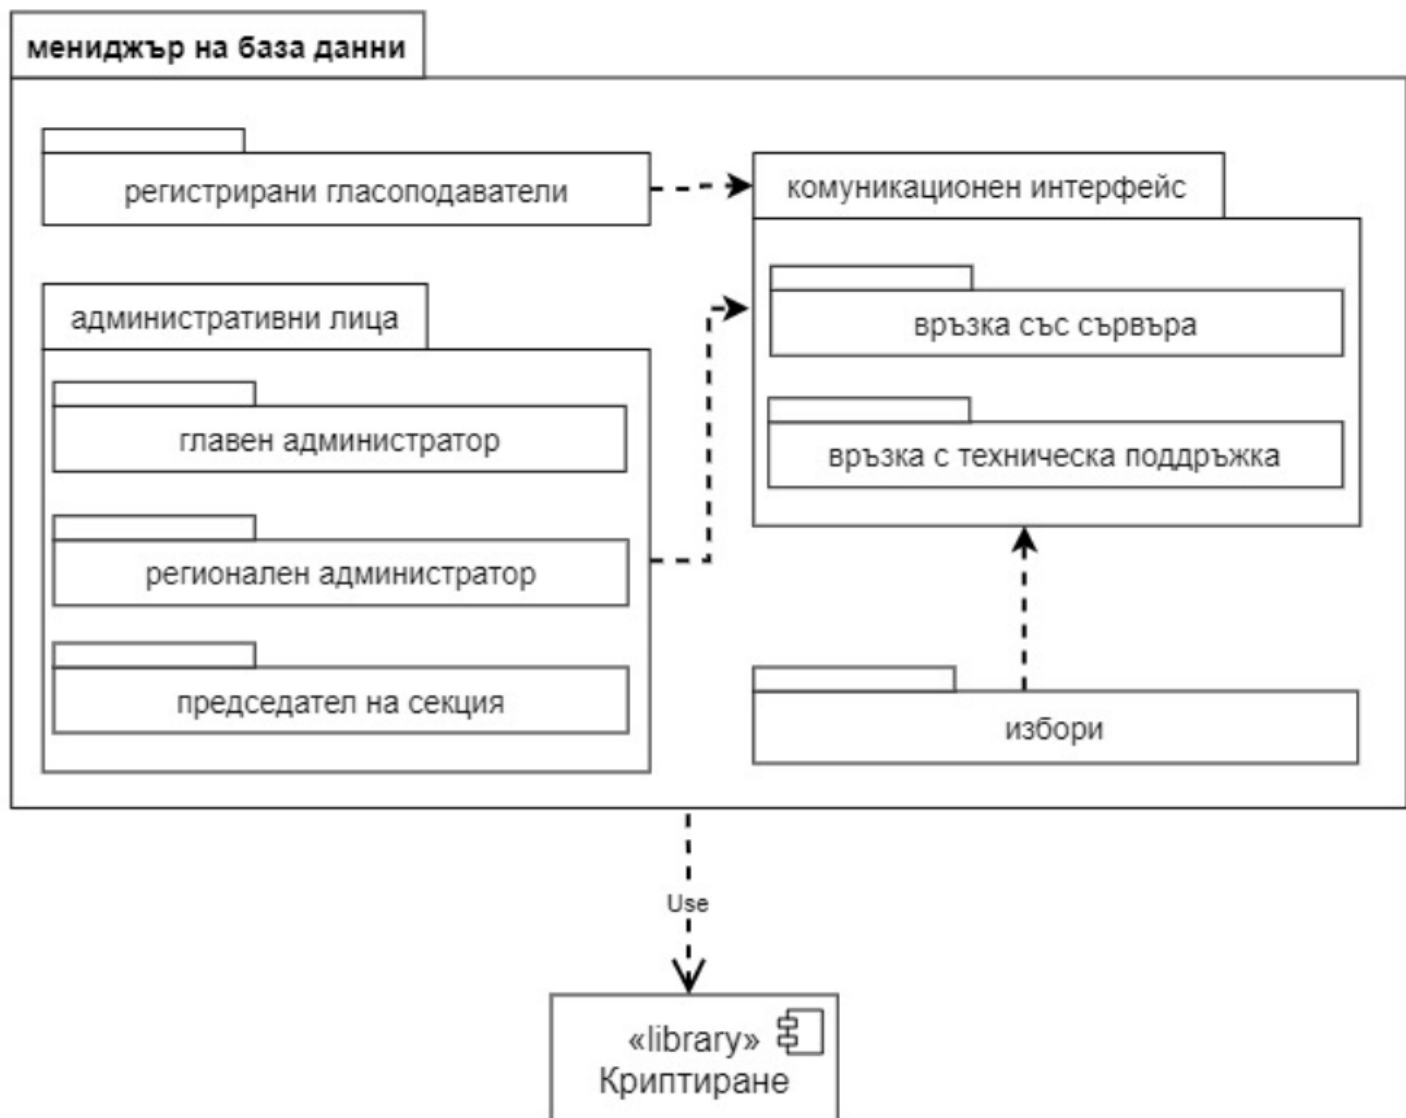 мениджър на база данни
регистрирани гласоподаватели
комуникационен интерфейс
връзка със сървъра
връзка с техническа поддръжка
административни лица
главен администратор
регионален администратор
председател на секция
избори
Use
«library»
Криптиране